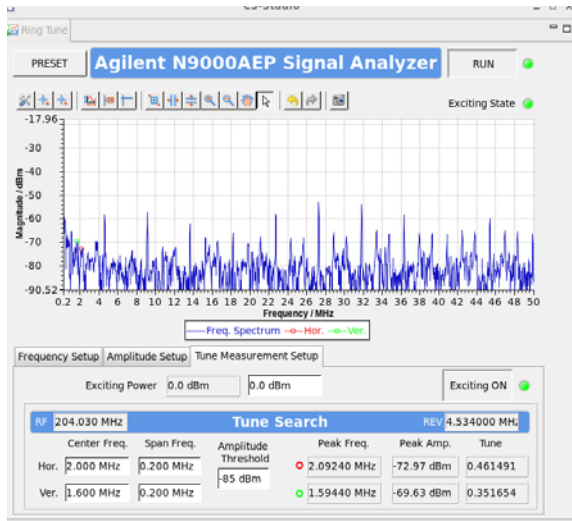 CS-Studio
Ring Tune
PRESET Agilent N9000AEP Signal Analyzer RUN
Exciting State
-17.96
-30
-40
-50
-60
-70
-80
-90.52
Magnitude / dBm
0.2 2 4 6 8 10 12 14 16 18 20 22 24 26 28 30 32 34 36 38 40 42 44 46 48 50
Frequency / MHz
Freq. Spectrum Hor. Ver.
Frequency Setup Amplitude Setup Tune Measurement Setup
Exciting Power 0.0 dBm 0.0 dBm Exciting ON
RF 204.030 MHz Tune Search REV 4.534000 MHz
Center Freq. Span Freq. Amplitude Threshold Peak Freq. Peak Amp. Tune
Hor. 2.000 MHz 0.200 MHz -85 dBm 2.09240 MHz -72.97 dBm 0.461491
Ver. 1.600 MHz 0.200 MHz 1.59440 MHz -69.63 dBm 0.351654